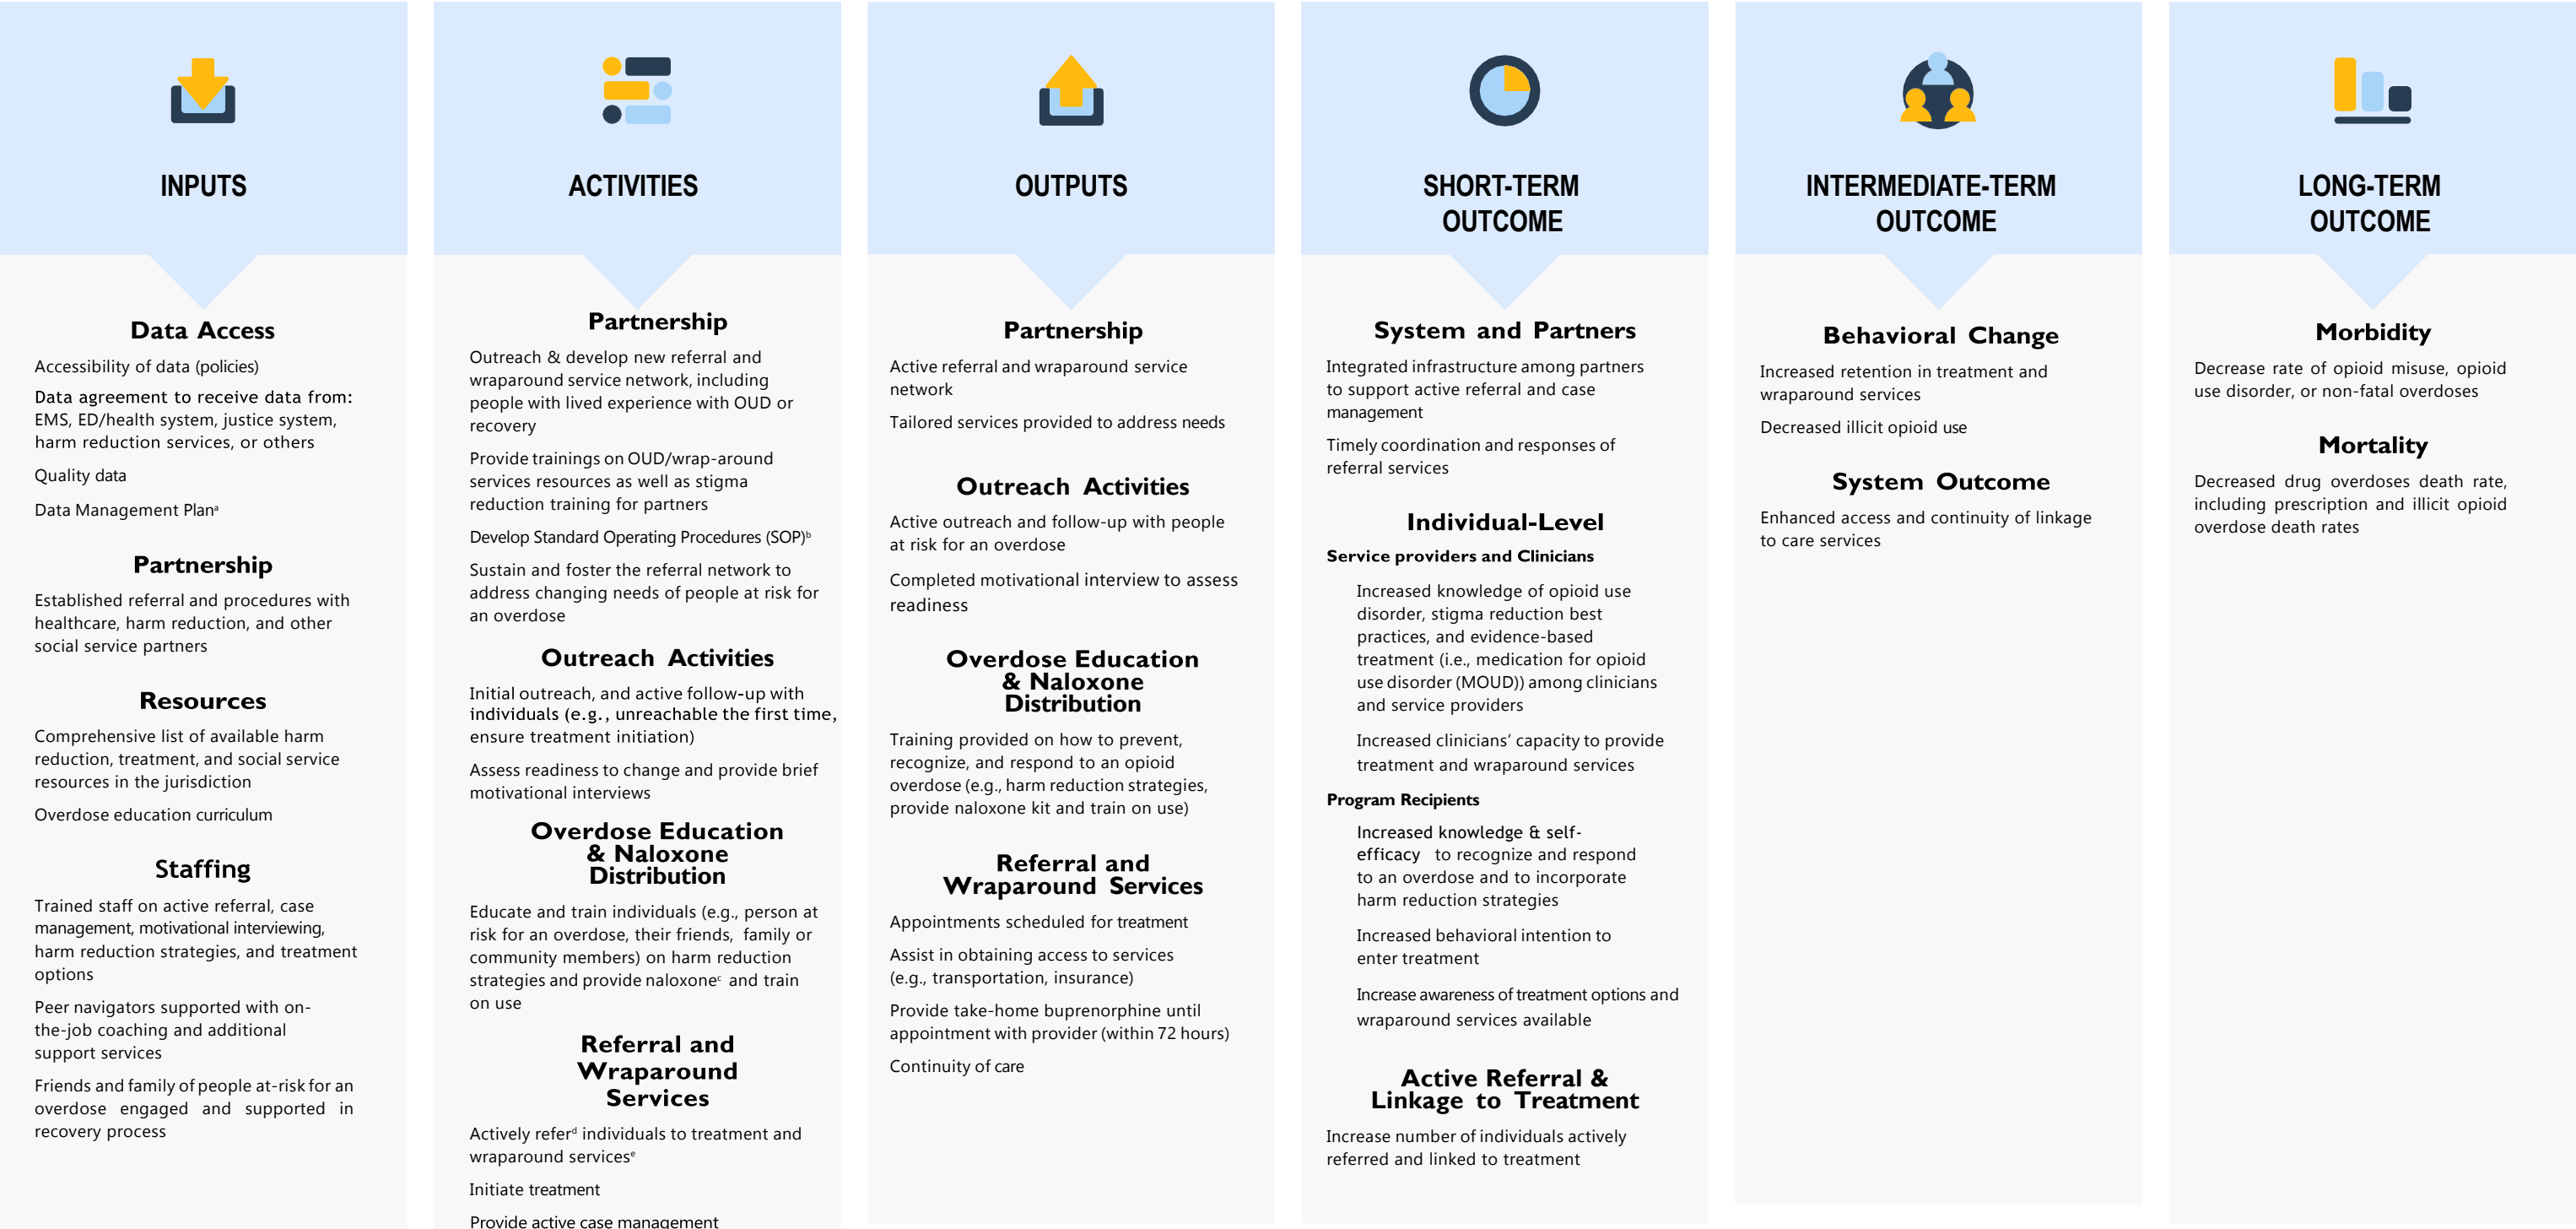 INPUTS
Data Access
Accessibility of data (policies)
Data agreement to receive data from:
EMS, ED/health system, justice system,
harm reduction services, or others
Quality data
Data Management Planᵃ
Partnership
Established referral and procedures with
healthcare, harm reduction, and other
social service partners
Resources
Comprehensive list of available harm
reduction, treatment, and social service
resources in the jurisdiction
Overdose education curriculum
Staffing
Trained staff on active referral, case
management, motivational interviewing,
harm reduction strategies, and treatment
options
Peer navigators supported with on-
the-job coaching and additional
support services
Friends and family of people at-risk for an
overdose engaged and supported in
recovery process
ACTIVITIES
Partnership
Outreach & develop new referral and
wraparound service network, including
people with lived experience with OUD or
recovery
Provide trainings on OUD/wrap-around
services resources as well as stigma
reduction training for partners
Develop Standard Operating Procedures (SOP)ᵇ
Sustain and foster the referral network to
address changing needs of people at risk for
an overdose
Outreach Activities
Initial outreach, and active follow-up with
individuals (e.g., unreachable the first time,
ensure treatment initiation)
Assess readiness to change and provide brief
motivational interviews
Overdose Education
& Naloxone
Distribution
Educate and train individuals (e.g., person at
risk for an overdose, their friends, family or
community members) on harm reduction
strategies and provide naloxoneᶜ and train
on use
Referral and
Wraparound
Services
Actively referᵈ individuals to treatment and
wraparound servicesᵉ
Initiate treatment
Provide active case management
OUTPUTS
Partnership
Active referral and wraparound service
network
Tailored services provided to address needs
Outreach Activities
Active outreach and follow-up with people
at risk for an overdose
Completed motivational interview to assess
readiness
Overdose Education
& Naloxone
Distribution
Training provided on how to prevent,
recognize, and respond to an opioid
overdose (e.g., harm reduction strategies,
provide naloxone kit and train on use)
Referral and
Wraparound Services
Appointments scheduled for treatment
Assist in obtaining access to services
(e.g., transportation, insurance)
Provide take-home buprenorphine until
appointment with provider (within 72 hours)
Continuity of care
SHORT-TERM
OUTCOME
System and Partners
Integrated infrastructure among partners
to support active referral and case
management
Timely coordination and responses of
referral services
Individual-Level
Service providers and Clinicians
Increased knowledge of opioid use
disorder, stigma reduction best
practices, and evidence-based
treatment (i.e., medication for opioid
use disorder (MOUD)) among clinicians
and service providers
Increased clinicians’ capacity to provide
treatment and wraparound services
Program Recipients
Increased knowledge & self-
efficacy to recognize and respond
to an overdose and to incorporate
harm reduction strategies
Increased behavioral intention to
enter treatment
Increase awareness of treatment options and
wraparound services available
Active Referral &
Linkage to Treatment
Increase number of individuals actively
referred and linked to treatment
INTERMEDIATE-TERM
OUTCOME
Behavioral Change
Increased retention in treatment and
wraparound services
Decreased illicit opioid use
System Outcome
Enhanced access and continuity of linkage
to care services
LONG-TERM
OUTCOME
Morbidity
Decrease rate of opioid misuse, opioid
use disorder, or non-fatal overdoses
Mortality
Decreased drug overdoses death rate,
including prescription and illicit opioid
overdose death rates